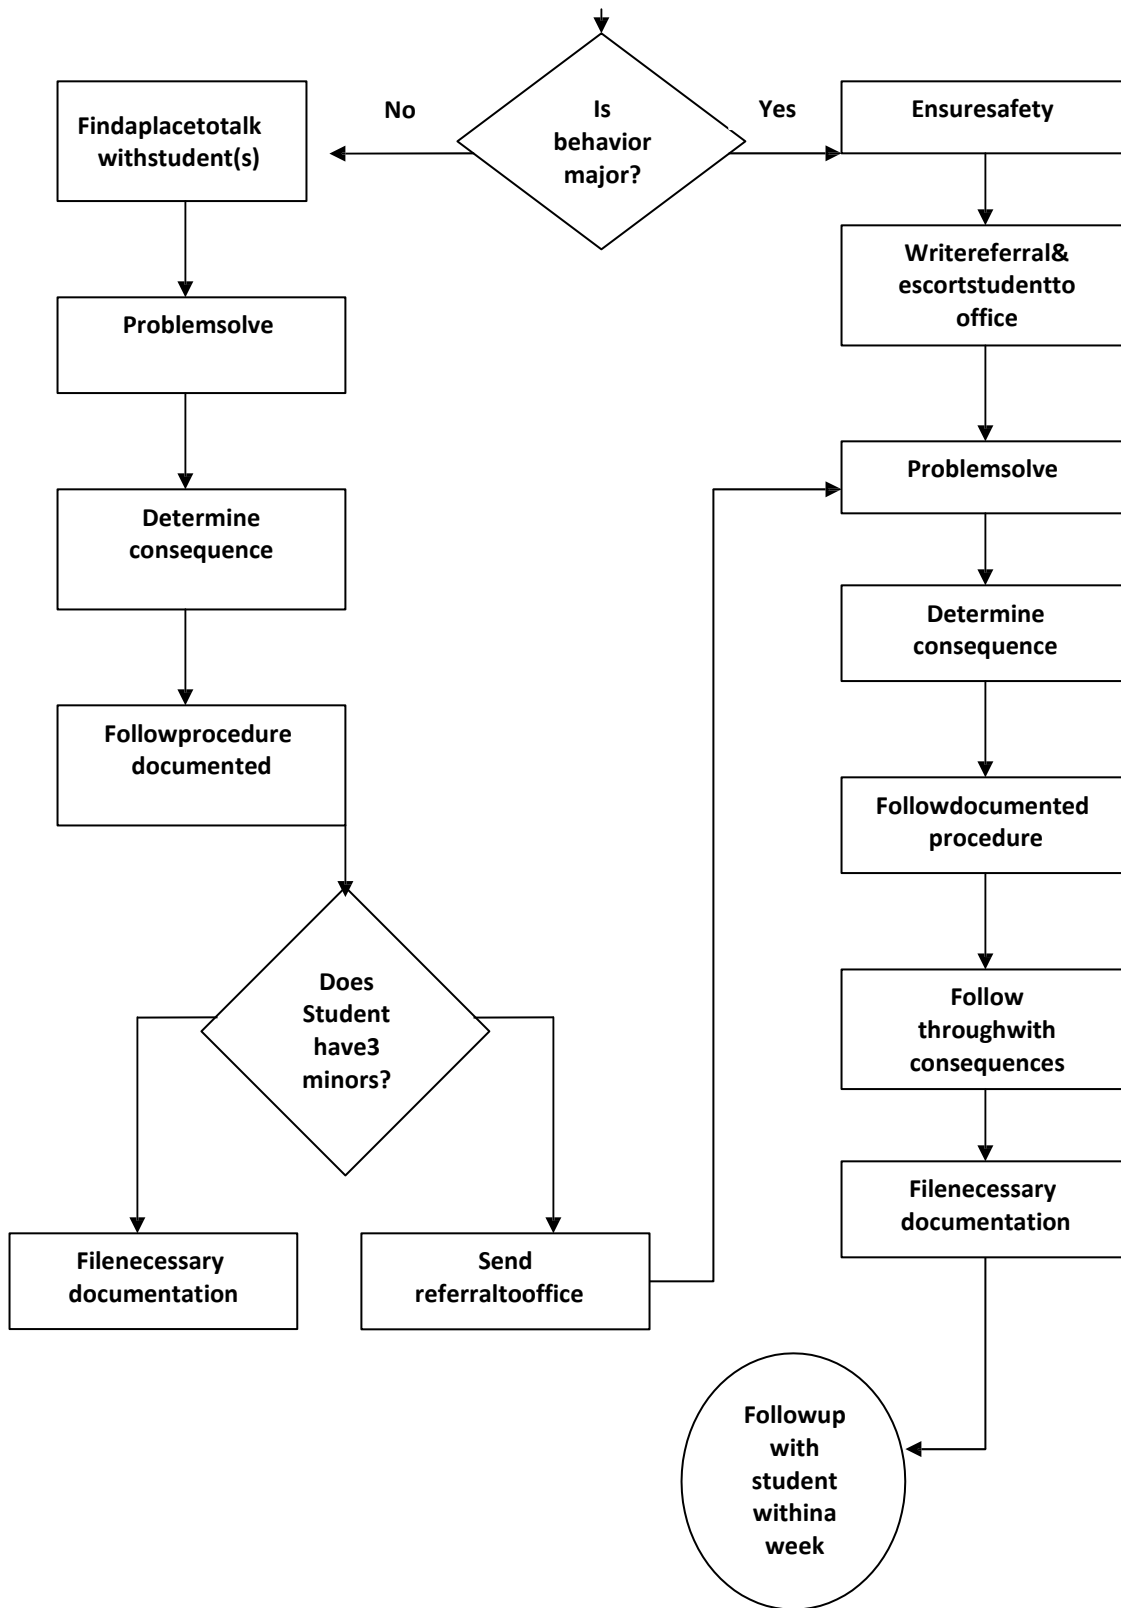 No
Is
behavior
major?
Yes
Findaplacetotalk
withstudent(s)
Problemsolve
Determine
consequence
Followprocedure
documented
Does
Student
have3
minors?
Filenecessary
documentation
Send
referraltooffice
Ensuresafety
Writereferral&
escortstudentto
office
Problemsolve
Determine
consequence
Followdocumented
procedure
Follow
throughwith
consequences
Filenecessary
documentation
Followup
with
student
withina
week